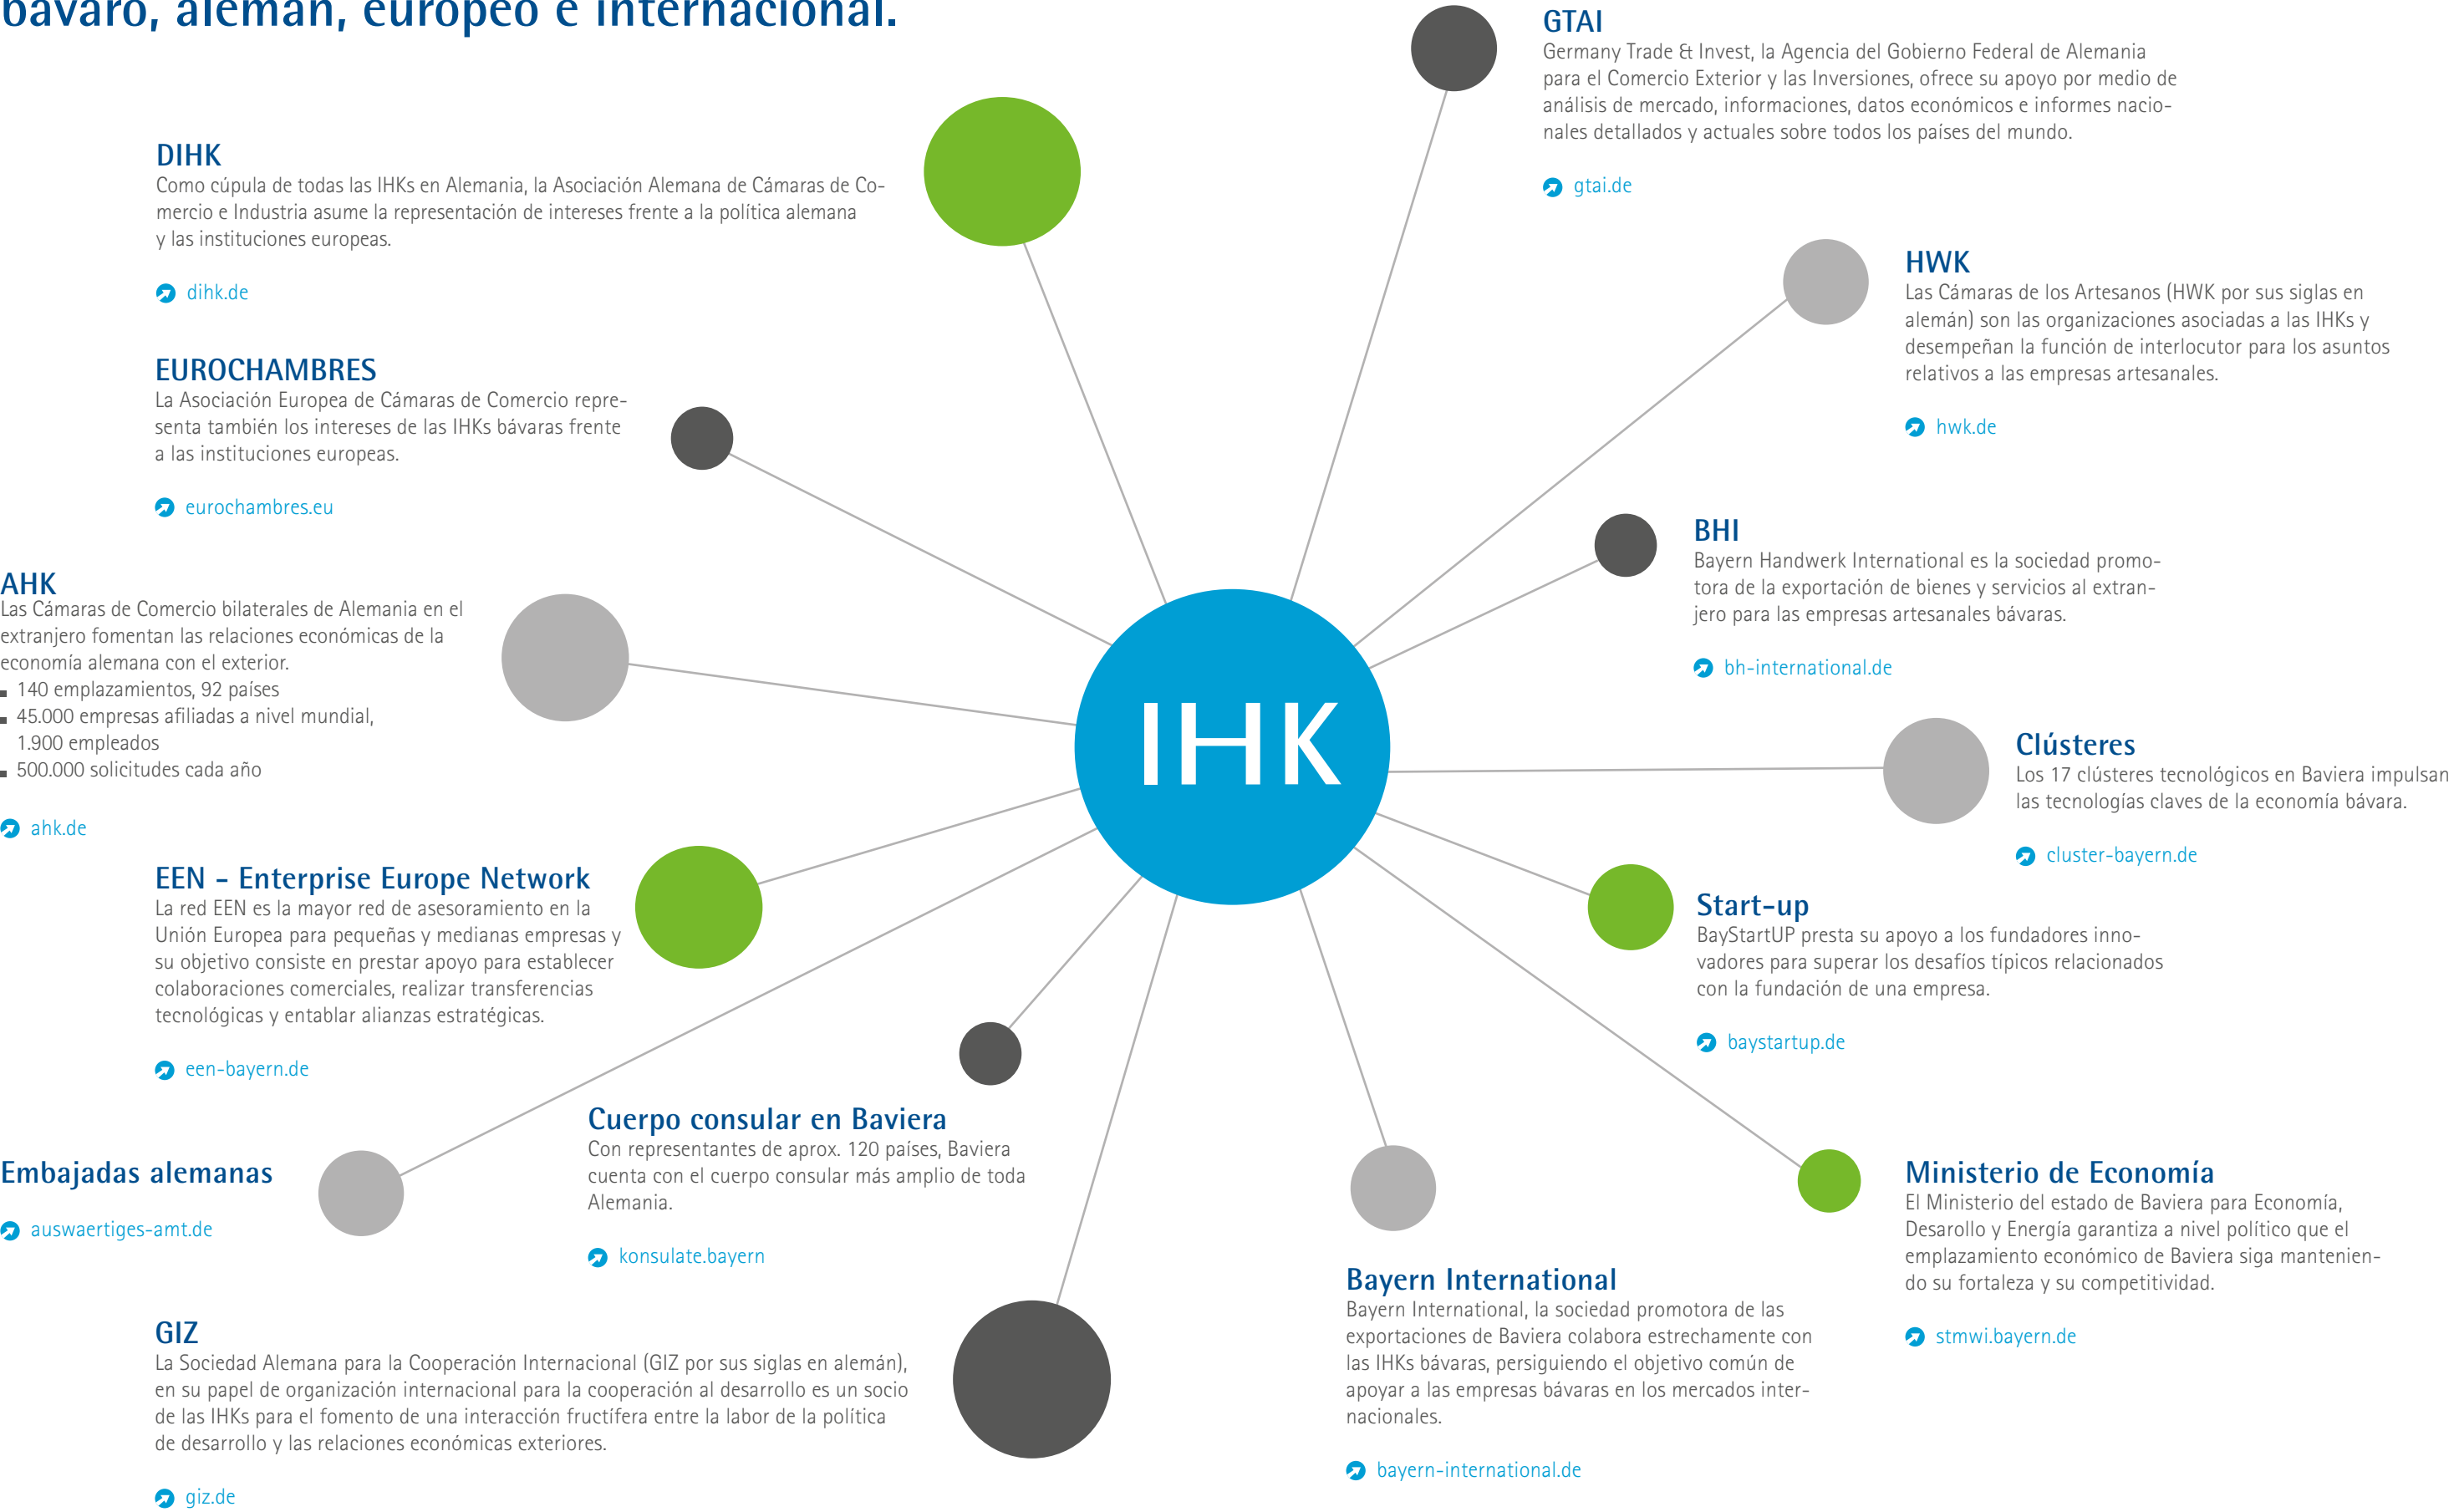 bávaro, alemán, europeo e internacional.
DIHK
Como cúpula de todas las IHKs en Alemania, la Asociación Alemana de Cámaras de Co-
mercio e Industria asume la representación de intereses frente a la política alemana
y las instituciones europeas.
dihk.de
EUROCHAMBRES
La Asociación Europea de Cámaras de Comercio repre-
senta también los intereses de las IHKs bávaras frente
a las instituciones europeas.
eurochambres.eu
AHK
Las Cámaras de Comercio bilaterales de Alemania en el
extranjero fomentan las relaciones económicas de la
economía alemana con el exterior.
140 emplazamientos, 92 países
45.000 empresas afiliadas a nivel mundial,
1.900 empleados
500.000 solicitudes cada año
ahk.de
EEN - Enterprise Europe Network
La red EEN es la mayor red de asesoramiento en la
Unión Europea para pequeñas y medianas empresas y
su objetivo consiste en prestar apoyo para establecer
colaboraciones comerciales, realizar transferencias
tecnológicas y entablar alianzas estratégicas.
een-bayern.de
Embajadas alemanas
auswaertiges-amt.de
Cuerpo consular en Baviera
Con representantes de aprox. 120 países, Baviera
cuenta con el cuerpo consular más amplio de toda
Alemania.
konsulate.bayern
GIZ
La Sociedad Alemana para la Cooperación Internacional (GIZ por sus siglas en alemán),
en su papel de organización internacional para la cooperación al desarrollo es un socio
de las IHKs para el fomento de una interacción fructífera entre la labor de la política
de desarrollo y las relaciones económicas exteriores.
giz.de
IHK
GTAI
Germany Trade & Invest, la Agencia del Gobierno Federal de Alemania
para el Comercio Exterior y las Inversiones, ofrece su apoyo por medio de
análisis de mercado, informaciones, datos económicos e informes nacio-
nales detallados y actuales sobre todos los países del mundo.
gtai.de
HWK
Las Cámaras de los Artesanos (HWK por sus siglas en
alemán) son las organizaciones asociadas a las IHKs y
desempeñan la función de interlocutor para los asuntos
relativos a las empresas artesanales.
hwk.de
BHI
Bayern Handwerk International es la sociedad promo-
tora de la exportación de bienes y servicios al extran-
jero para las empresas artesanales bávaras.
bh-international.de
Clústeres
Los 17 clústeres tecnológicos en Baviera impulsan
las tecnologías claves de la economía bávara.
cluster-bayern.de
Start-up
BayStartUP presta su apoyo a los fundadores inno-
vadores para superar los desafíos típicos relacionados
con la fundación de una empresa.
baystartup.de
Ministerio de Economía
El Ministerio del estado de Baviera para Economía,
Desarollo y Energía garantiza a nivel político que el
emplazamiento económico de Baviera siga mantenien-
do su fortaleza y su competitividad.
stmwi.bayern.de
Bayern International
Bayern International, la sociedad promotora de las
exportaciones de Baviera colabora estrechamente con
las IHKs bávaras, persiguiendo el objetivo común de
apoyar a las empresas bávaras en los mercados inter-
nacionales.
bayern-international.de